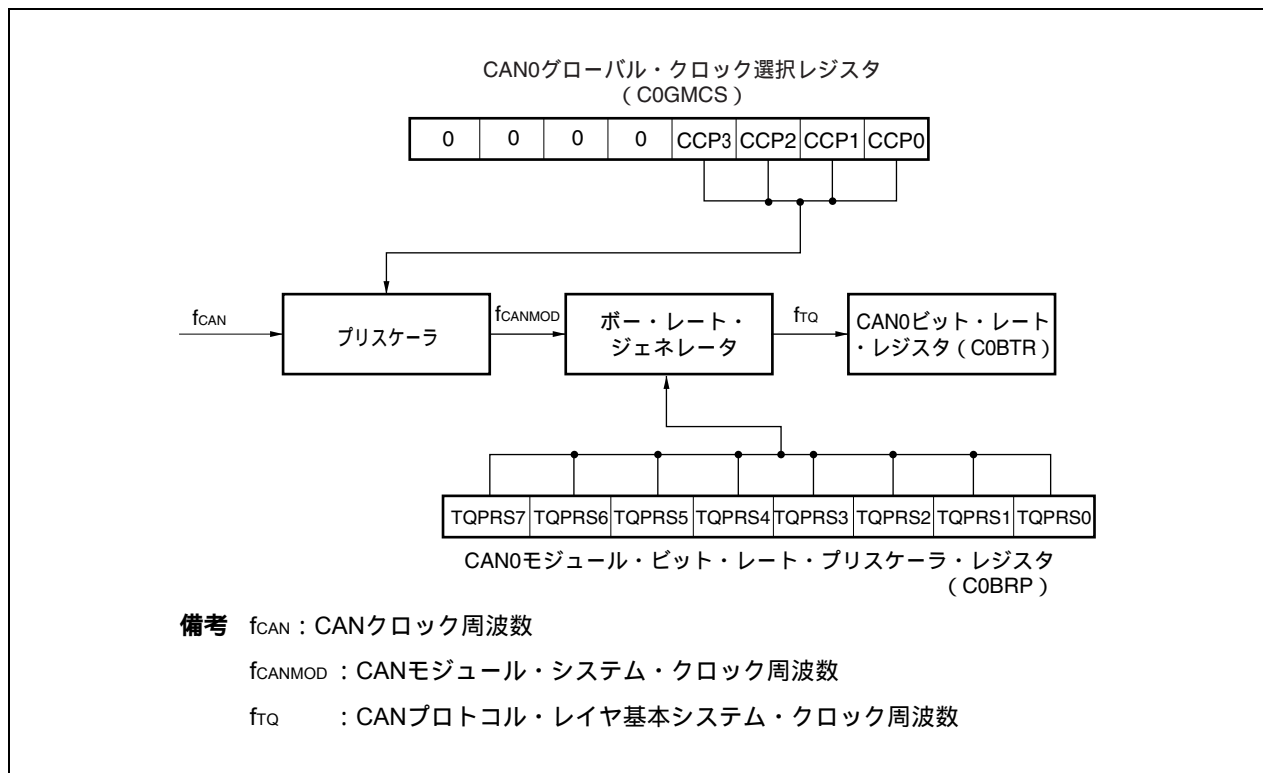 CAN0グローバル・クロック選択レジスタ
（C0GMCS）
0 0 0 0 CCP3 CCP2 CCP1 CCP0
fCAN
プリスケーラ
fCANMOD
ボー・レート・
ジェネレータ
fTQ
CAN0ビット・レート
・レジスタ（C0BTR）
TQPRS7 TQPRS6 TQPRS5 TQPRS4 TQPRS3 TQPRS2 TQPRS1 TQPRS0
CAN0モジュール・ビット・レート・プリスケーラ・レジスタ
（C0BRP）
備考 fCAN：CANクロック周波数
fCANMOD：CANモジュール・システム・クロック周波数
fTQ ：CANプロトコル・レイヤ基本システム・クロック周波数